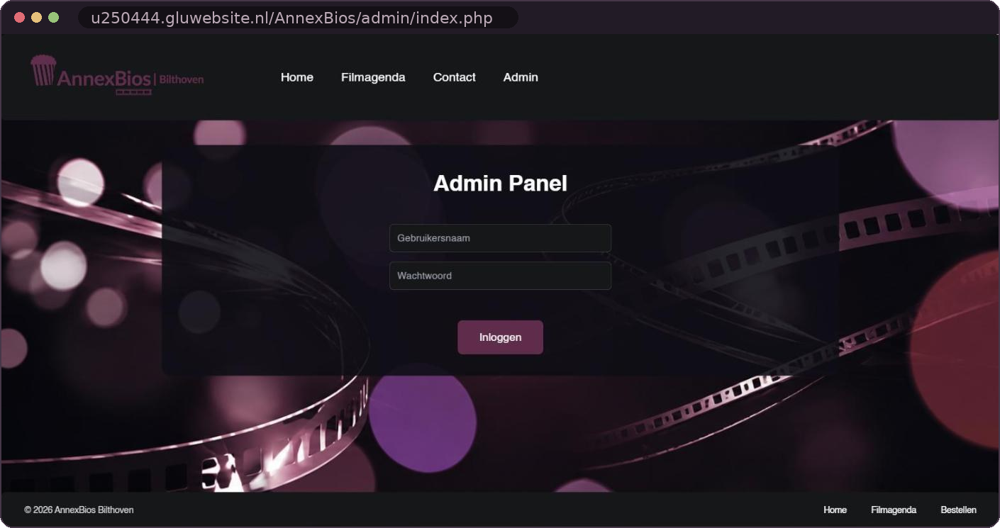 u250444.gluwebsite.nl/AnnexBios/admin/index.php
AnnexBios | Bilthoven
Home Filmagenda Contact Admin
Admin Panel
Gebruikersnaam
Wachtwoord
Inloggen
© 2026 AnnexBios Bilthoven
Home Filmagenda Bestellen